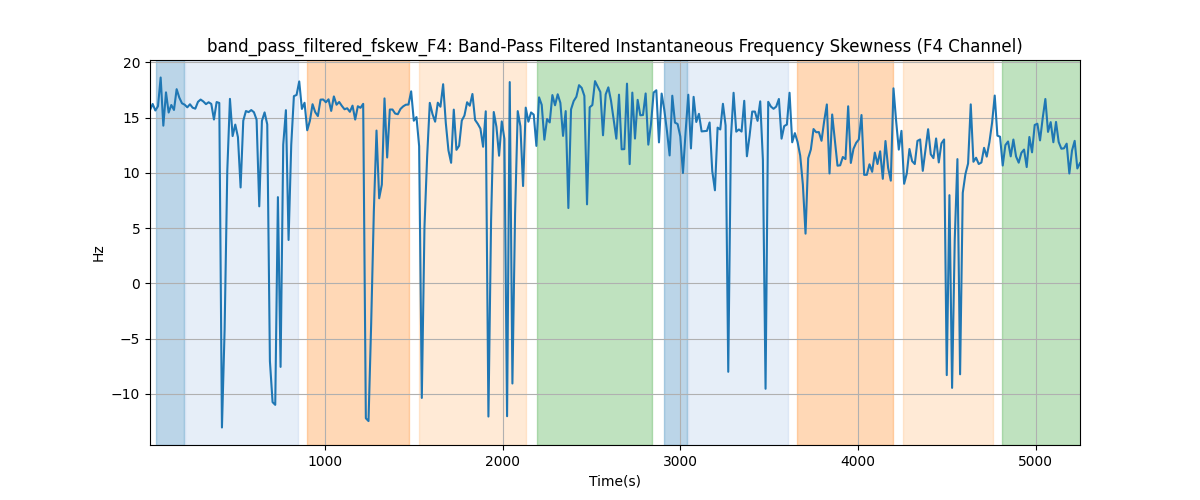 band_pass_filtered_fskew_F4: Band-Pass Filtered Instantaneous Frequency Skewness (F4 Channel)
20
15
10
5
0
−5
−10
Hz
1000 2000 3000 4000 5000
Time(s)